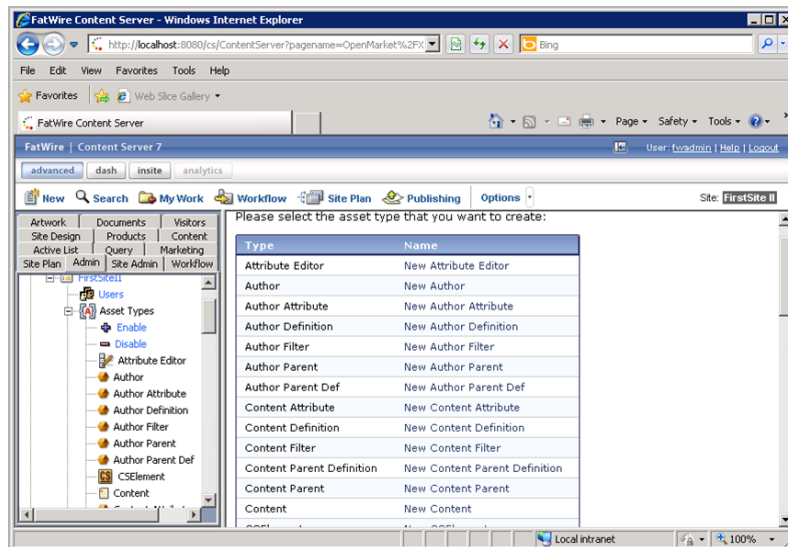 FatWire Content Server - Windows Internet Explorer
http://localhost:8080/cs/ContentServer?pagename=OpenMarket%2FX
Bing
File Edit View Favorites Tools Help
Favorites Web Slice Gallery
FatWire Content Server
Page Safety Tools
FatWire | Content Server 7
User: fwadmin | Help | Logout
advanced dash insite analytics
New Search My Work Workflow Site Plan Publishing Options
Site: FirstSite II
Artwork Documents Visitors
Site Design Products Content
Active List Query Marketing
Site Plan Admin Site Admin Workflow
FirstSiteII
Users
Asset Types
Enable
Disable
Attribute Editor
Author
Author Attribute
Author Definition
Author Filter
Author Parent
Author Parent Def
CSElement
Content
Please select the asset type that you want to create:
Type Name
Attribute Editor New Attribute Editor
Author New Author
Author Attribute New Author Attribute
Author Definition New Author Definition
Author Filter New Author Filter
Author Parent New Author Parent
Author Parent Def New Author Parent Def
Content Attribute New Content Attribute
Content Definition New Content Definition
Content Filter New Content Filter
Content Parent Definition New Content Parent Definition
Content Parent New Content Parent
Content New Content
Local intranet
100%